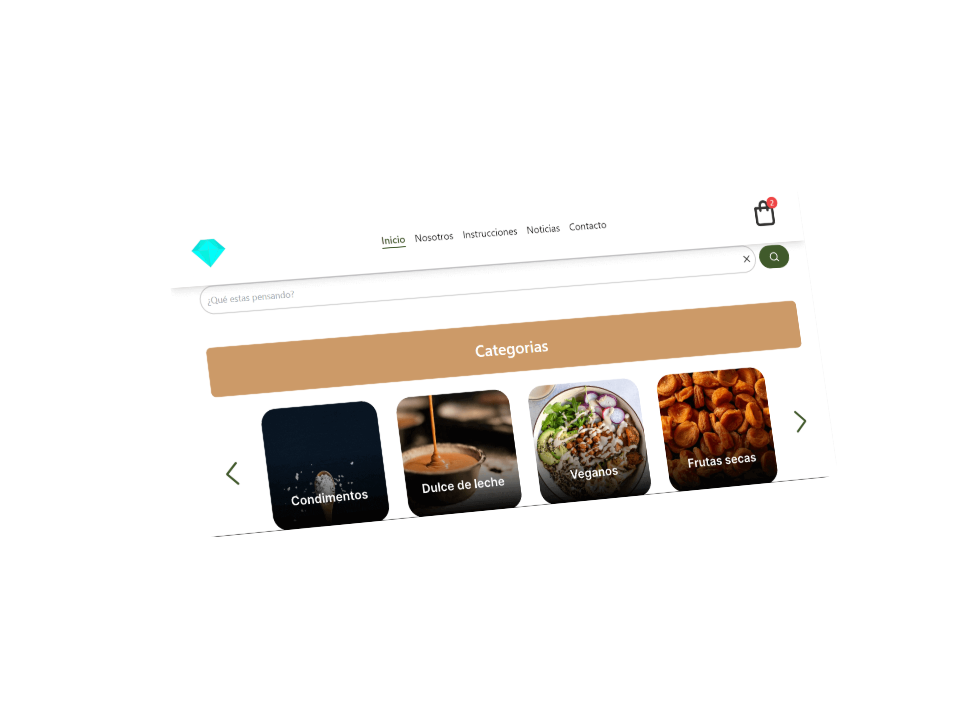 2
Inicio Nosotros Instrucciones Noticias Contacto
¿Qué estas pensando?
Categorias
Condimentos Dulce de leche Veganos Frutas secas